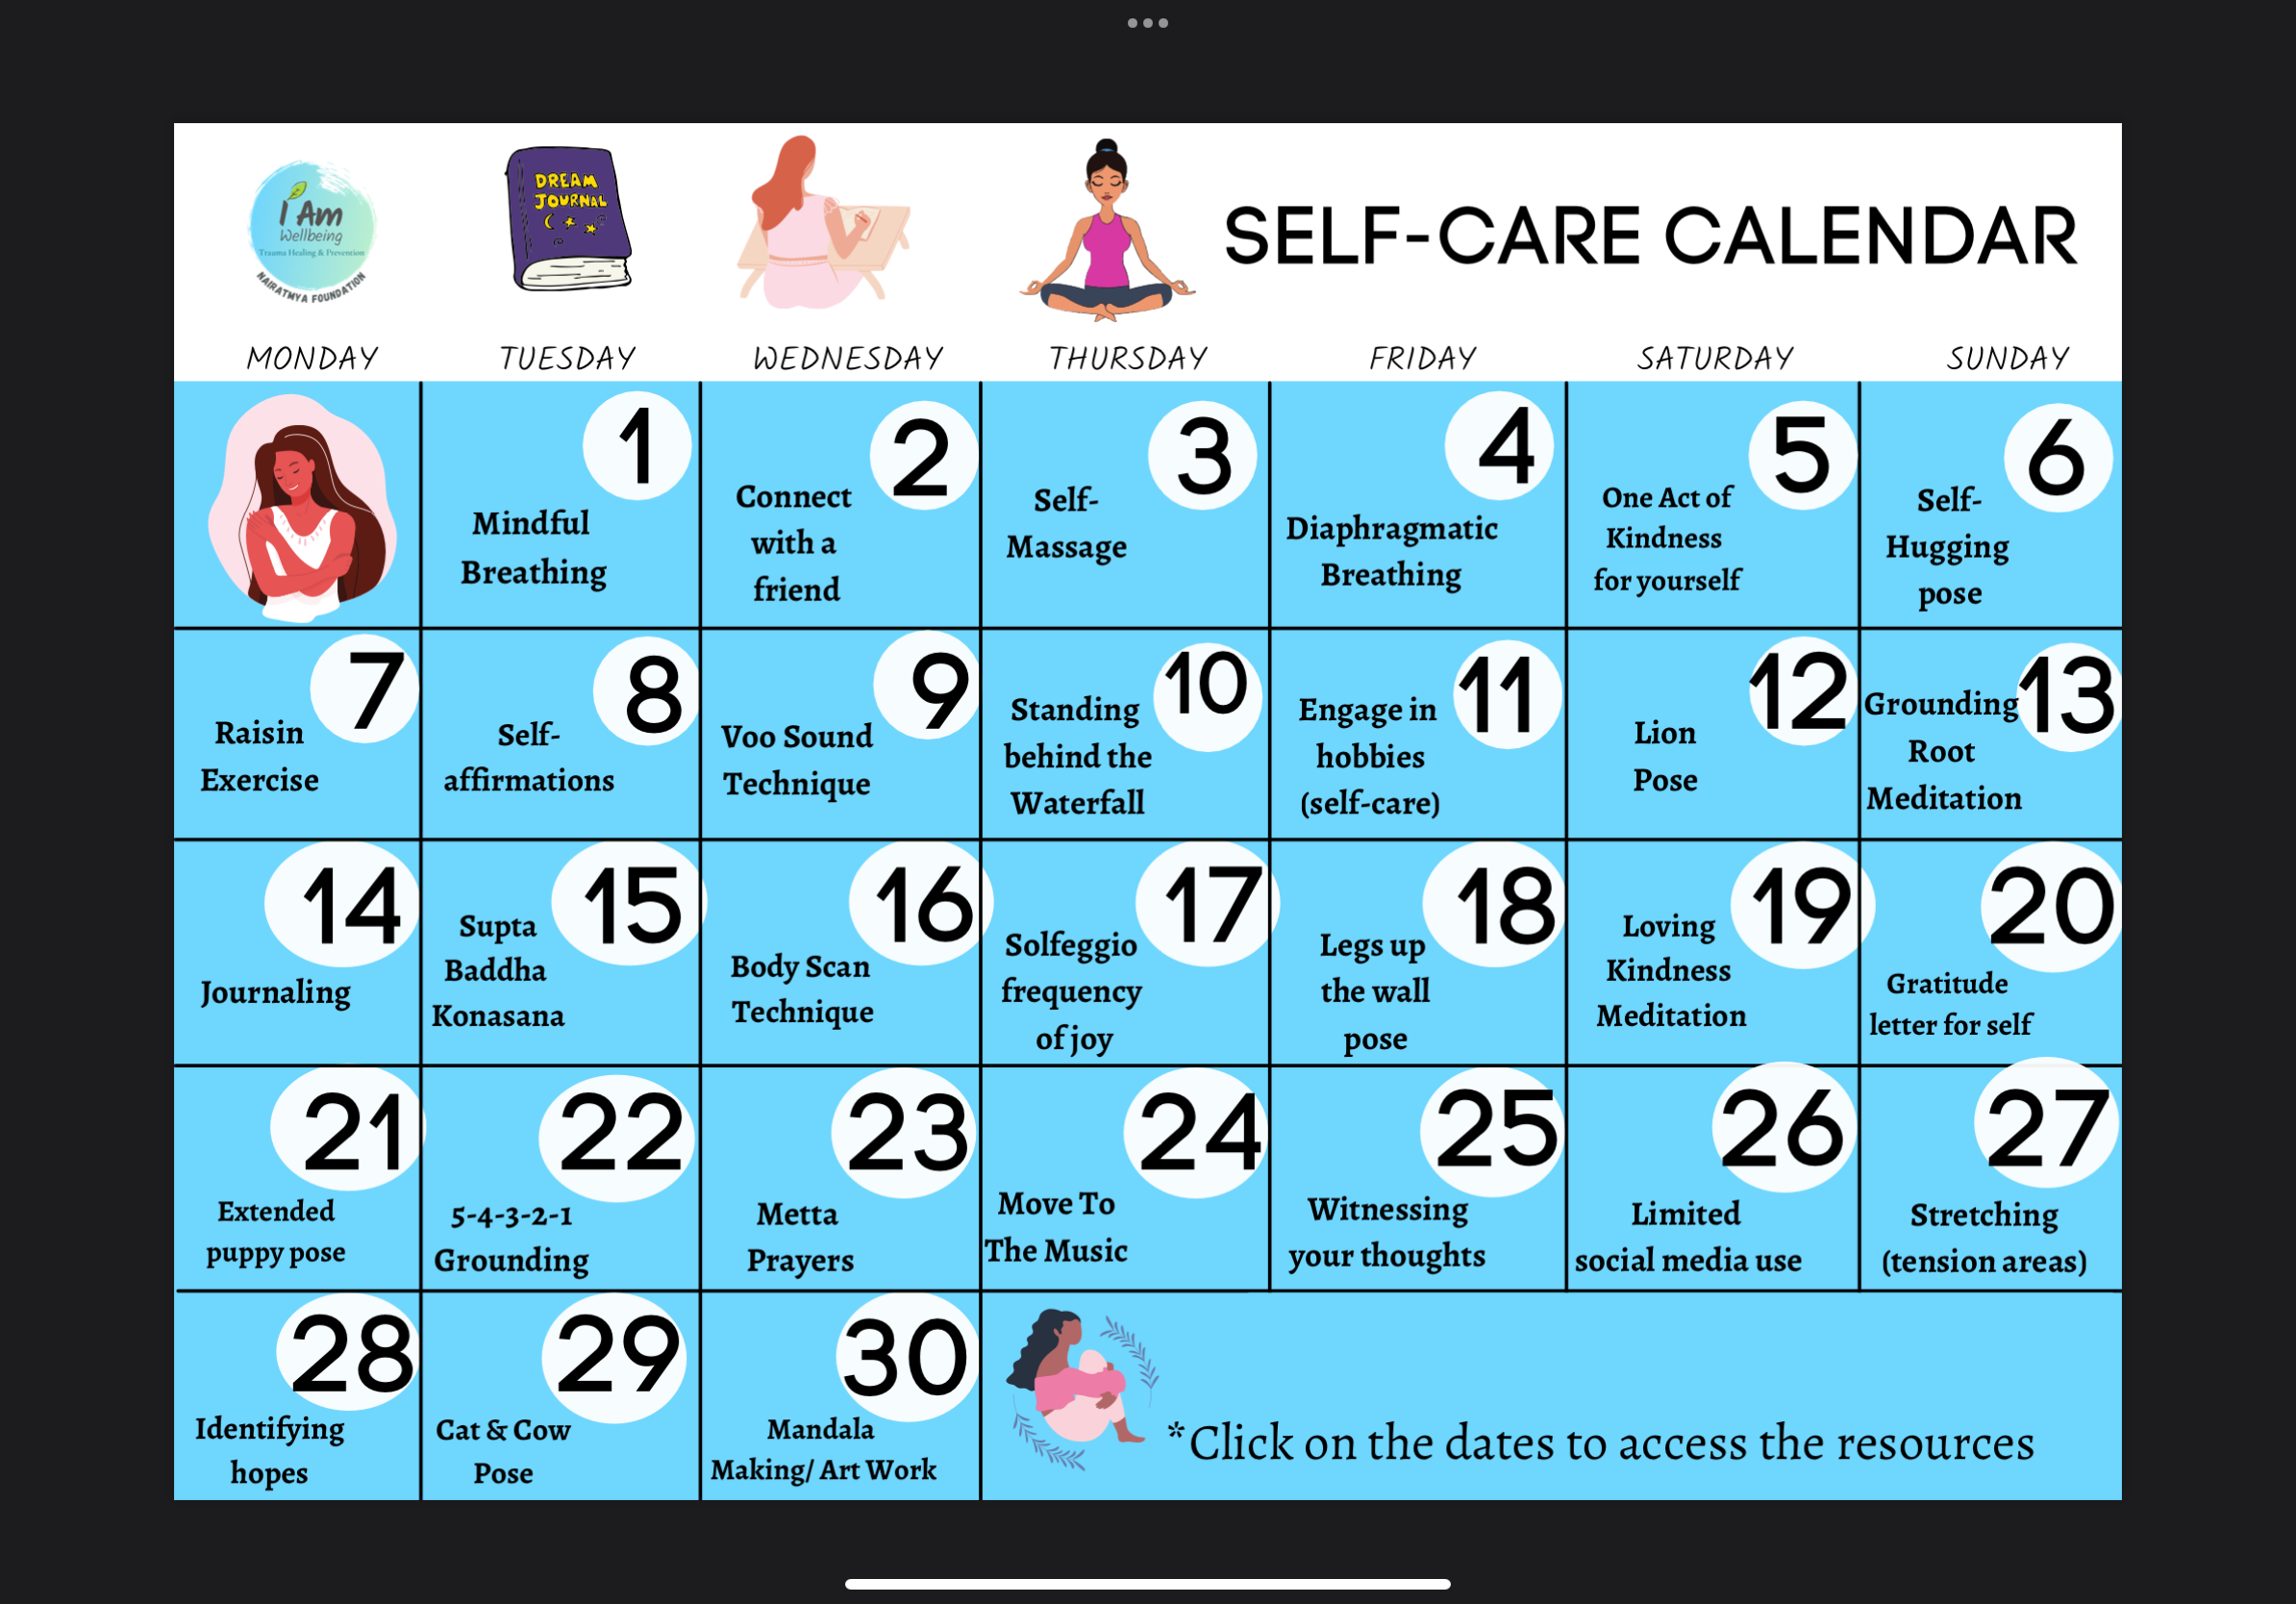 I Am
Wellbeing
Trauma Healing & Prevention
NAIRATMYA FOUNDATION
DREAM
JOURNAL
SELF-CARE CALENDAR
MONDAY
TUESDAY
WEDNESDAY
THURSDAY
FRIDAY
SATURDAY
SUNDAY
1
Mindful
Breathing
2
Connect
with a
friend
3
Self-
Massage
4
Diaphragmatic
Breathing
5
One Act of
Kindness
for yourself
6
Self-
Hugging
pose
7
Raisin
Exercise
8
Self-
affirmations
9
Voo Sound
Technique
10
Standing
behind the
Waterfall
11
Engage in
hobbies
(self-care)
12
Lion
Pose
13
Grounding
Root
Meditation
14
Journaling
15
Supta
Baddha
Konasana
16
Body Scan
Technique
17
Solfeggio
frequency
of joy
18
Legs up
the wall
pose
19
Loving
Kindness
Meditation
20
Gratitude
letter for self
21
Extended
puppy pose
22
5-4-3-2-1
Grounding
23
Metta
Prayers
24
Move To
The Music
25
Witnessing
your thoughts
26
Limited
social media use
27
Stretching
(tension areas)
28
Identifying
hopes
29
Cat & Cow
Pose
30
Mandala
Making/ Art Work
*Click on the dates to access the resources